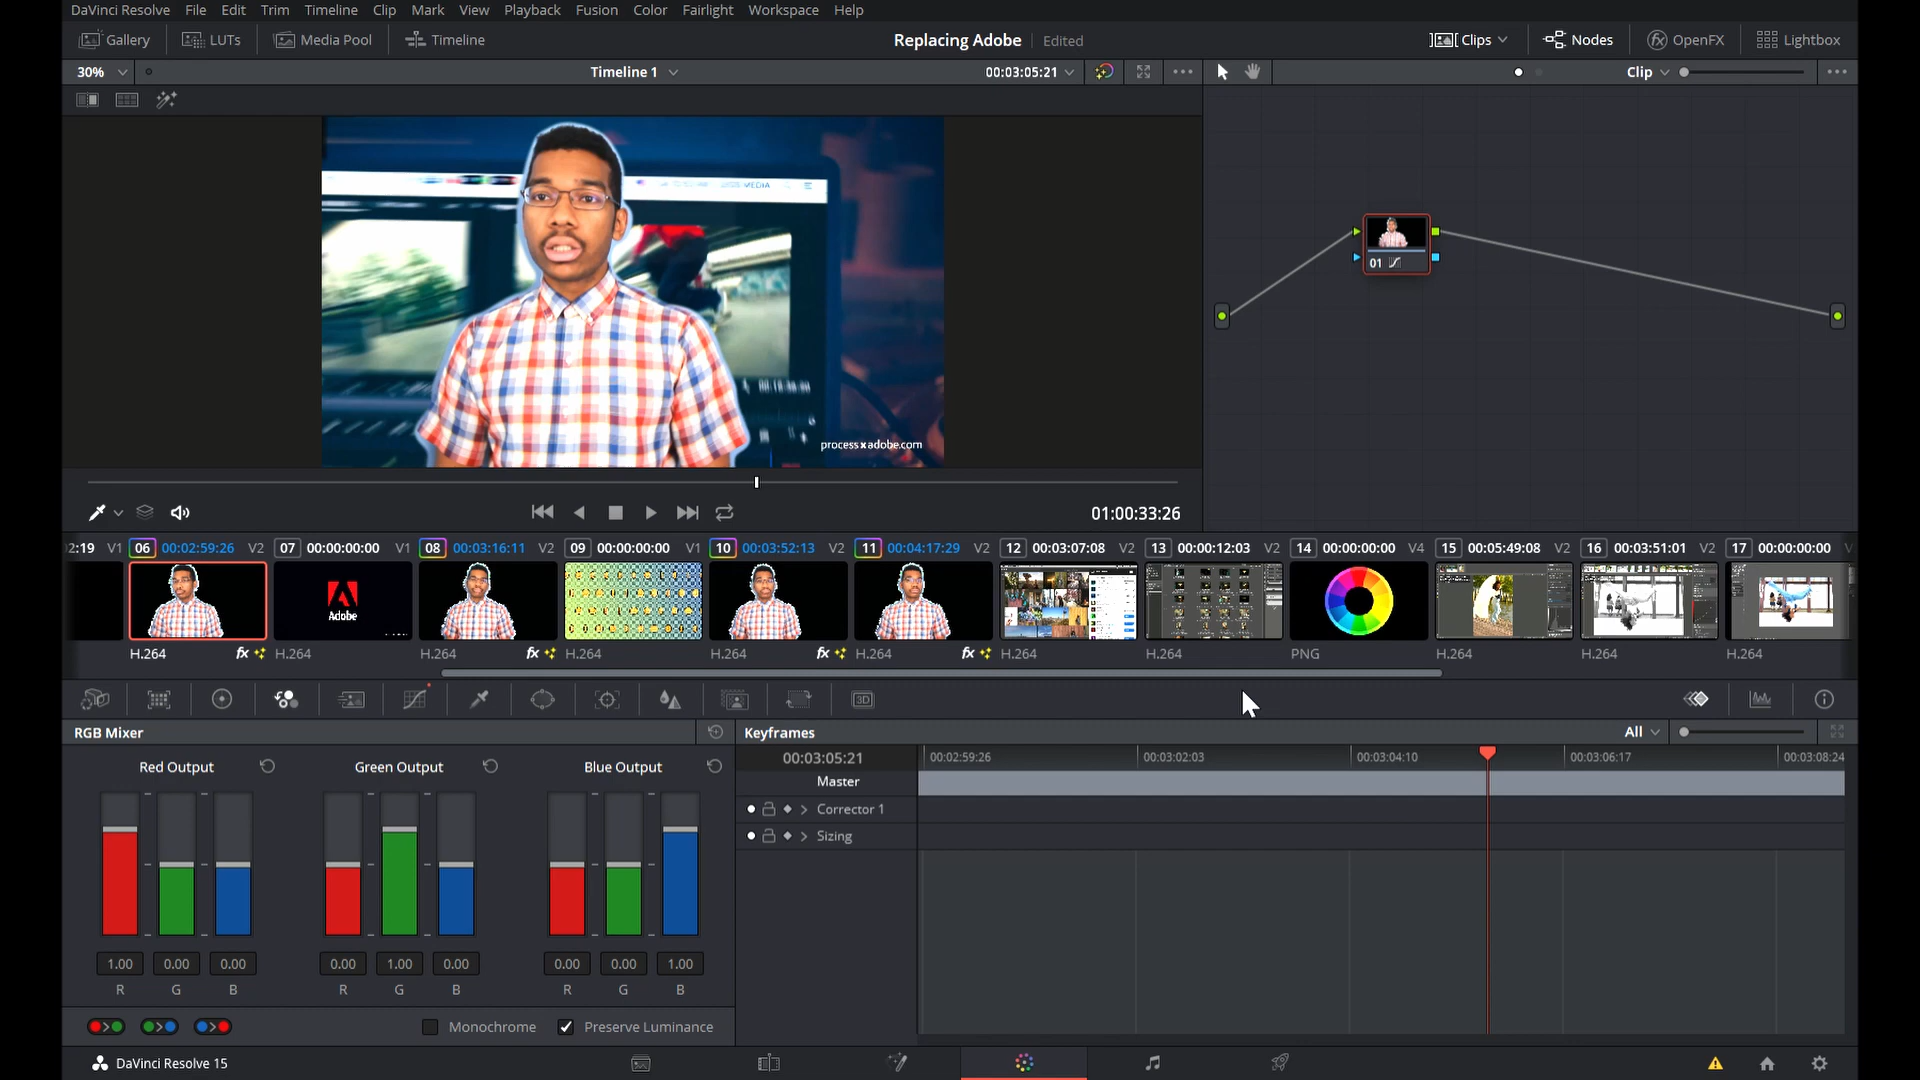 DaVinci Resolve File Edit Trim Timeline Clip Mark View Playback Fusion Color Fairlight Workspace Help
Gallery LUTs Media Pool Timeline Replacing Adobe Edited Clips Nodes OpenFX Lightbox
30% Timeline 1 00:03:05:21 Clip
MEDIA
process x adobe.com
01:00:33:26
2:19 V1 06 00:02:59:26 V2 07 00:00:00:00 V1 08 00:03:16:11 V2 09 00:00:00:00 V1 10 00:03:52:13 V2 11 00:04:17:29 V2 12 00:03:07:08 V2 13 00:00:12:03 V2 14 00:00:00:00 V4 15 00:05:49:08 V2 16 00:03:51:01 V2 17 00:00:00:00
01
Adobe
H.264 fx H.264 H.264 fx H.264 H.264 fx H.264 fx H.264 H.264 PNG H.264 H.264 H.264
3D
RGB Mixer Keyframes All
Red Output Green Output Blue Output
00:03:05:21 00:02:59:26 00:03:02:03 00:03:04:10 00:03:06:17 00:03:08:24
Master
Corrector 1
Sizing
1.00 0.00 0.00 0.00 1.00 0.00 0.00 0.00 1.00
R G B R G B R G B
Monochrome Preserve Luminance
DaVinci Resolve 15